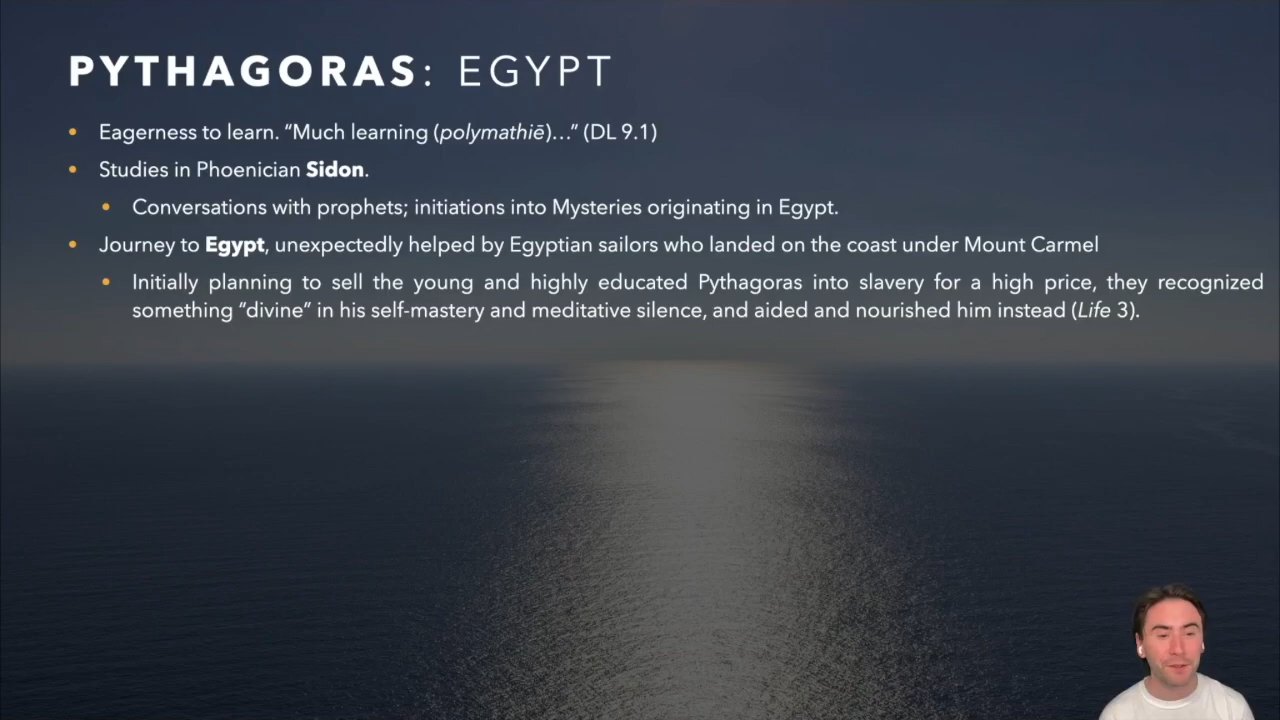 PYTHAGORAS: EGYPT
• Eagerness to learn. “Much learning (polymathiē)…” (DL 9.1)
• Studies in Phoenician Sidon.
• Conversations with prophets; initiations into Mysteries originating in Egypt.
• Journey to Egypt, unexpectedly helped by Egyptian sailors who landed on the coast under Mount Carmel
• Initially planning to sell the young and highly educated Pythagoras into slavery for a high price, they recognized
something “divine” in his self-mastery and meditative silence, and aided and nourished him instead (Life 3).